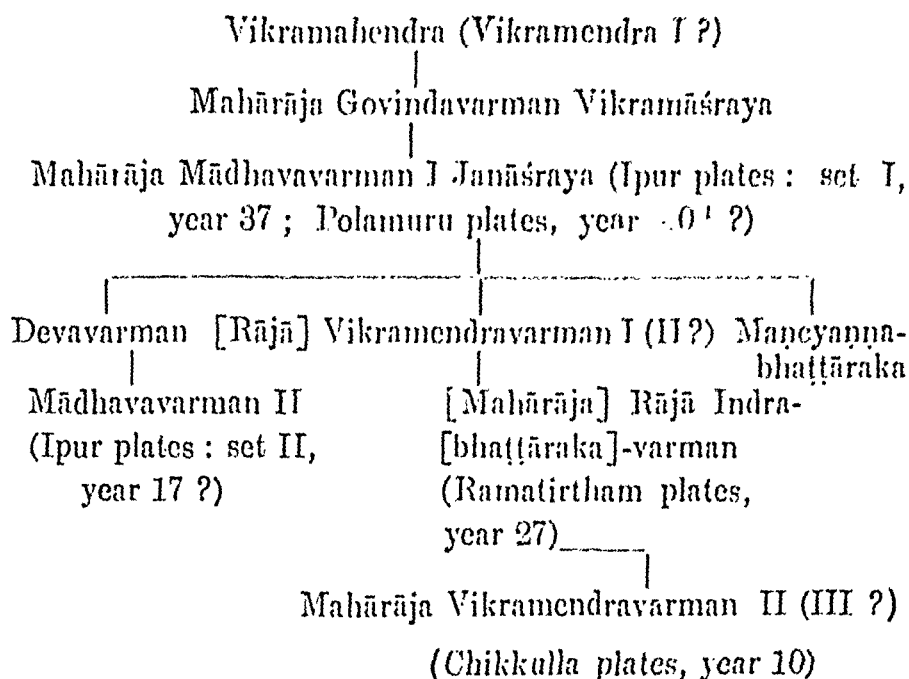 Vikramahendra (Vikramendra I ?)
Mahārāja Govindavarman Vikramāśraya
Mahārāja Mādhavavarman I Janāśraya (Ipur plates : set I,
year 37 ; Polamuru plates, year ?)
Devavarman [Rājā] Vikramendravarman I (II ?) Maṇcyaṇṇa-
bhaṭṭāraka
Mādhavavarman II [Mahārāja] Rājā Indra-
(Ipur plates : set II, [bhaṭṭāraka]-varman
year 17 ?) (Ramatirtham plates,
year 27)
Mahārāja Vikramendravarman II (III ?)
(Chikkulla plates, year 10)